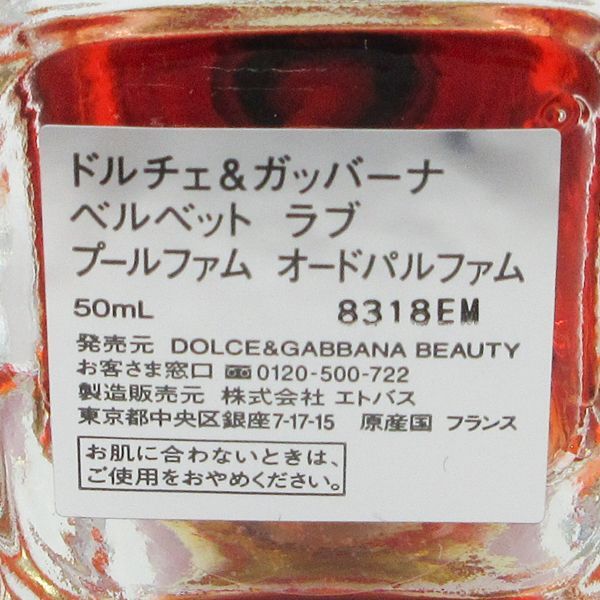 ドルチェ&ガッバーナ
ベルベット ラブ
プールファム オードパルファム
50mL 8318EM
発売元 DOLCE&GABBANA BEAUTY
お客さま窓口 0120-500-722
製造販売元 株式会社 エトバス
東京都中央区銀座7-17-15 原産国 フランス
お肌に合わないときは、
ご使用をおやめください。